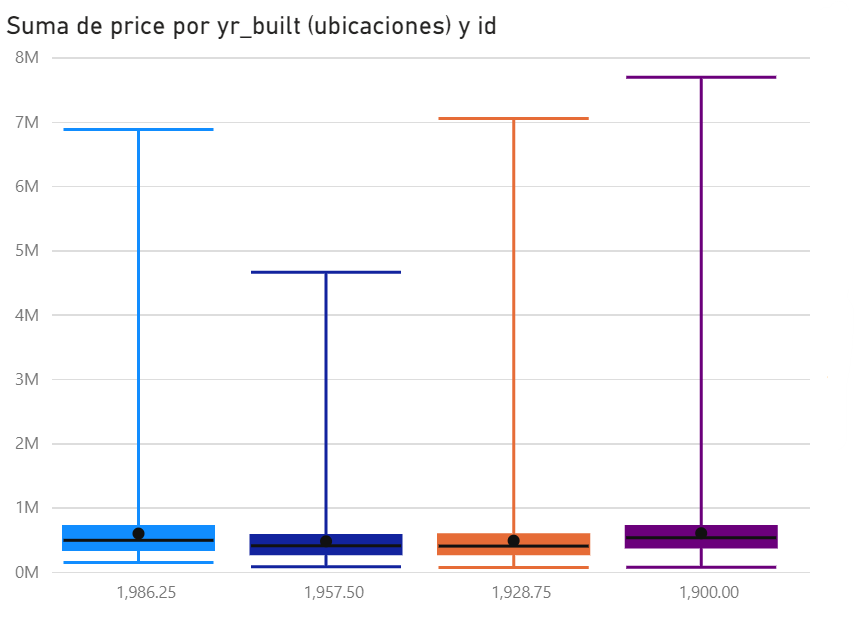 Suma de price por yr_built (ubicaciones) y id
8M
7M
6M
5M
4M
3M
2M
1M
0M
1,986.25 1,957.50 1,928.75 1,900.00